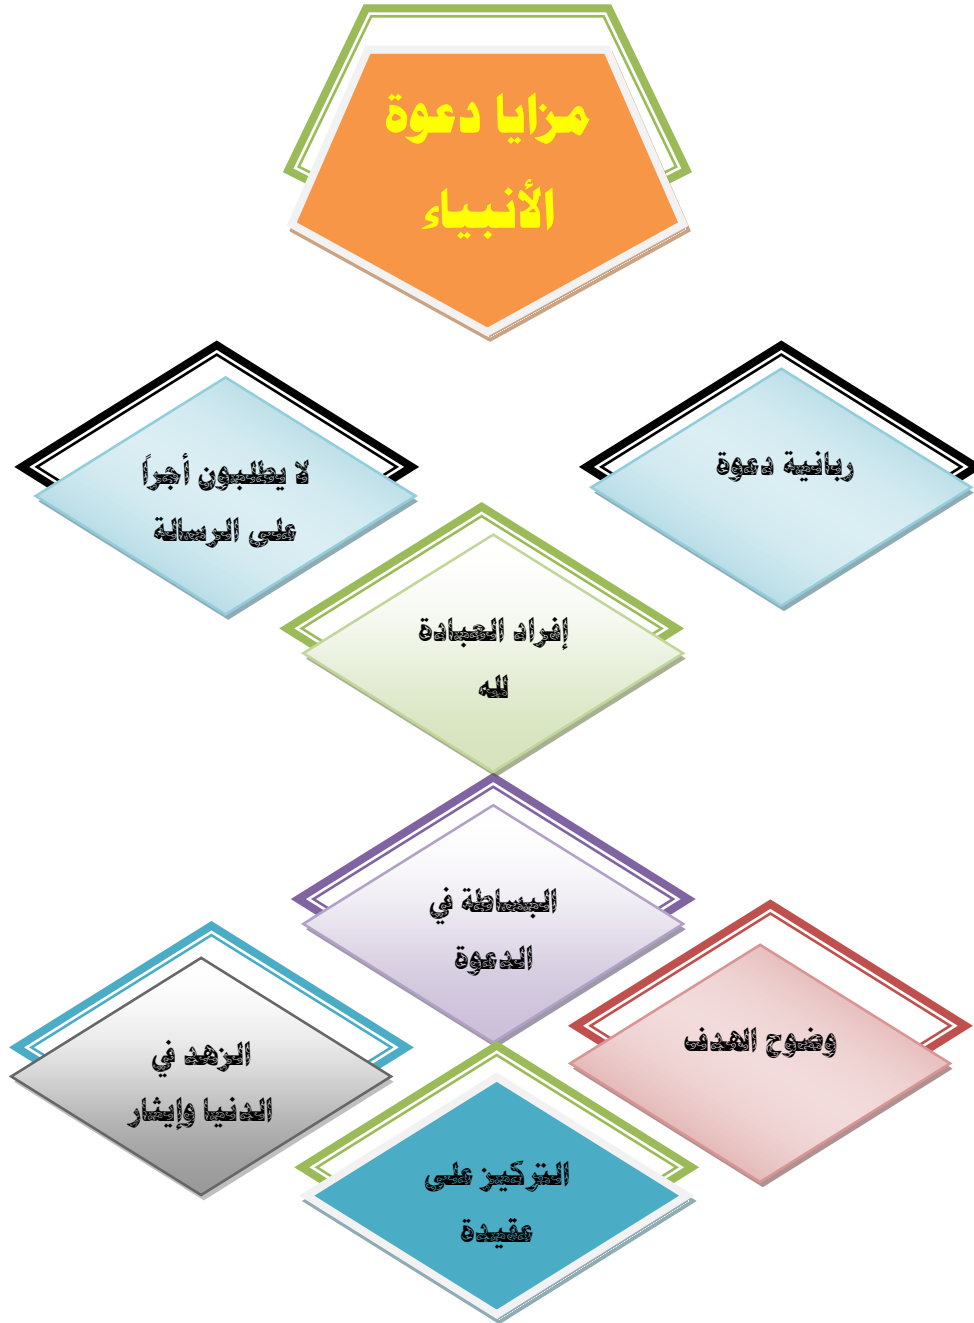 مزايا دعوة
الأنبياء
ربانية دعوة
لا يطلبون أجراً
على الرسالة
إفراد العبادة
لله
البساطة في
الدعوة
وضوح الهدف
الزهد في
الدنيا وإيثار
التركيز على
عقيدة